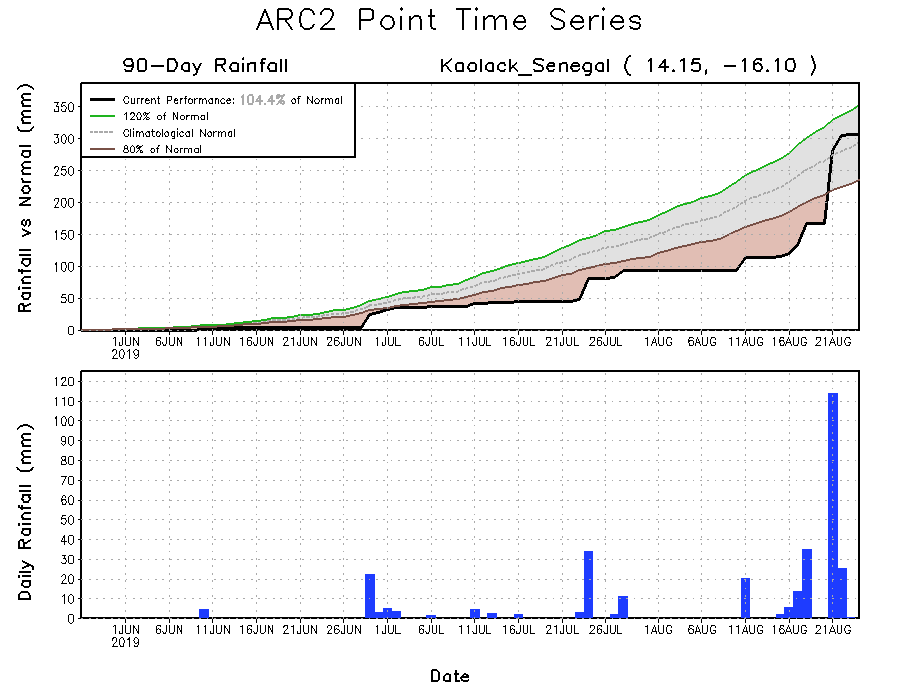 ARC2 Point Time Series
90-Day Rainfall
Kaolack_Senegal ( 14.15, -16.10 )
Rainfall vs Normal (mm)
Current Performance: 104.4% of Normal
120% of Normal
Climatological Normal
80% of Normal
350
300
250
200
150
100
50
0
1JUN 6JUN 11JUN 16JUN 21JUN 26JUN 1JUL 6JUL 11JUL 16JUL 21JUL 26JUL 1AUG 6AUG 11AUG 16AUG 21AUG
2019
Daily Rainfall (mm)
120
110
100
90
80
70
60
50
40
30
20
10
0
1JUN 6JUN 11JUN 16JUN 21JUN 26JUN 1JUL 6JUL 11JUL 16JUL 21JUL 26JUL 1AUG 6AUG 11AUG 16AUG 21AUG
2019
Date